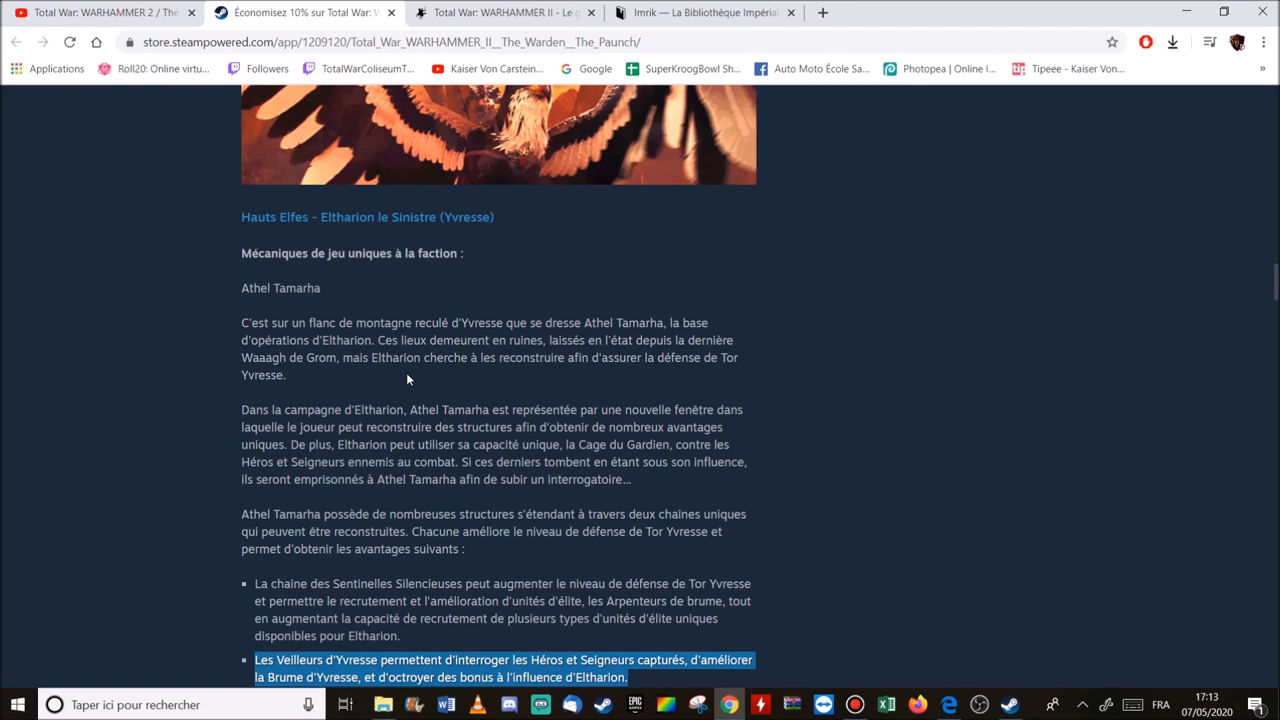 Total War: WARHAMMER 2 / The
Économisez 10% sur Total War: W
Total War: WARHAMMER II - Le g
Imrik — La Bibliothèque Impérial
store.steampowered.com/app/1209120/Total_War_WARHAMMER_II__The_Warden__The_Paunch/
Applications
Roll20: Online virtu...
Followers
TotalWarColiseumT...
Kaiser Von Carstein...
Google
SuperKroogBowl Sh...
Auto Moto École Sa...
Photopea | Online I...
Tipeee - Kaiser Von...
Hauts Elfes - Eltharion le Sinistre (Yvresse)
Mécaniques de jeu uniques à la faction :
Athel Tamarha
C'est sur un flanc de montagne reculé d'Yvresse que se dresse Athel Tamarha, la base
d'opérations d'Eltharion. Ces lieux demeurent en ruines, laissés en l'état depuis la dernière
Waaagh de Grom, mais Eltharion cherche à les reconstruire afin d'assurer la défense de Tor
Yvresse.
Dans la campagne d'Eltharion, Athel Tamarha est représentée par une nouvelle fenêtre dans
laquelle le joueur peut reconstruire des structures afin d'obtenir de nombreux avantages
uniques. De plus, Eltharion peut utiliser sa capacité unique, la Cage du Gardien, contre les
Héros et Seigneurs ennemis au combat. Si ces derniers tombent en étant sous son influence,
ils seront emprisonnés à Athel Tamarha afin de subir un interrogatoire...
Athel Tamarha possède de nombreuses structures s'étendant à travers deux chaînes uniques
qui peuvent être reconstruites. Chacune améliore le niveau de défense de Tor Yvresse et
permet d'obtenir les avantages suivants :
La chaîne des Sentinelles Silencieuses peut augmenter le niveau de défense de Tor Yvresse
et permettre le recrutement et l'amélioration d'unités d'élite, les Arpenteurs de brume, tout
en augmentant la capacité de recrutement de plusieurs types d'unités d'élite uniques
disponibles pour Eltharion.
Les Veilleurs d'Yvresse permettent d'interroger les Héros et Seigneurs capturés, d'améliorer
la Brume d'Yvresse, et d'octroyer des bonus à l'influence d'Eltharion.
Taper ici pour rechercher
FRA
17:13
07/05/2020